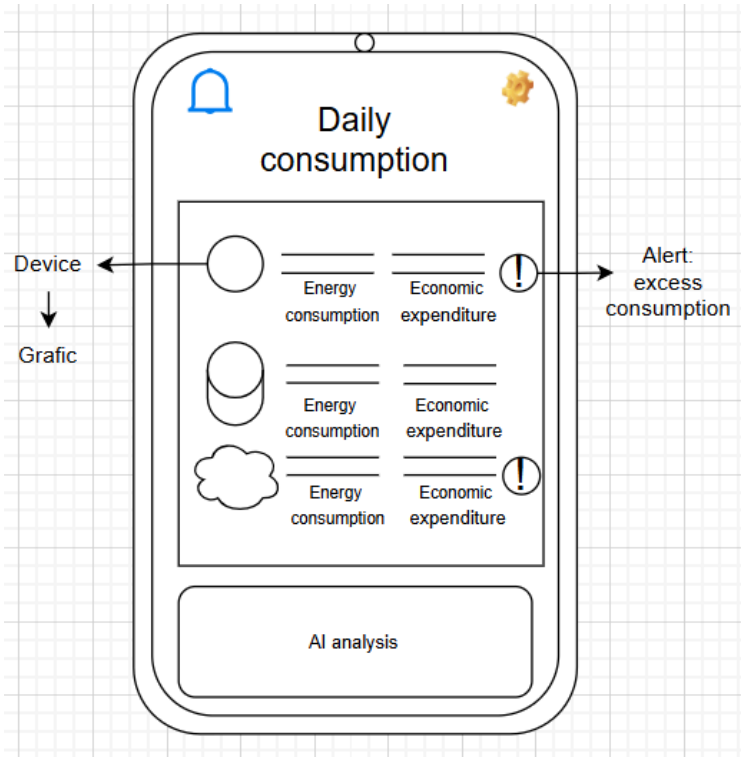 Daily
consumption
Device
Grafic
!
Energy
consumption
Economic
expenditure
Alert:
excess
consumption
Energy
consumption
Economic
expenditure
!
Energy
consumption
Economic
expenditure
AI analysis